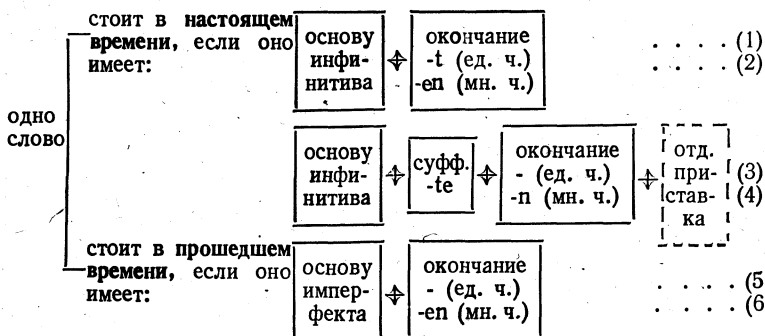 стоит в настоящем
времени, если оно
имеет:
основу
инфи-
нитива
+
окончание
-t (ед. ч.)
-en (мн. ч.)
. . . . (1)
. . . . (2)
одно
слово
основу
инфи-
нитива
+
суфф.
-te
+
окончание
- (ед. ч.)
-n (мн. ч.)
+
отд.
при-
став-
ка
(3)
(4)
стоит в прошедшем
времени, если оно
имеет:
основу
импер-
фекта
+
окончание
- (ед. ч.)
-en (мн. ч.)
. . . . (5
. . . . (6